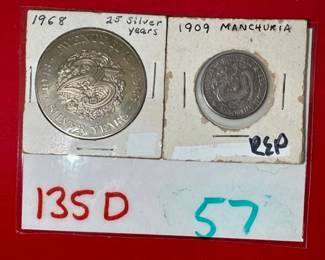 1968
25 Silver
years
1909 MANCHURIA
REP
135D
57